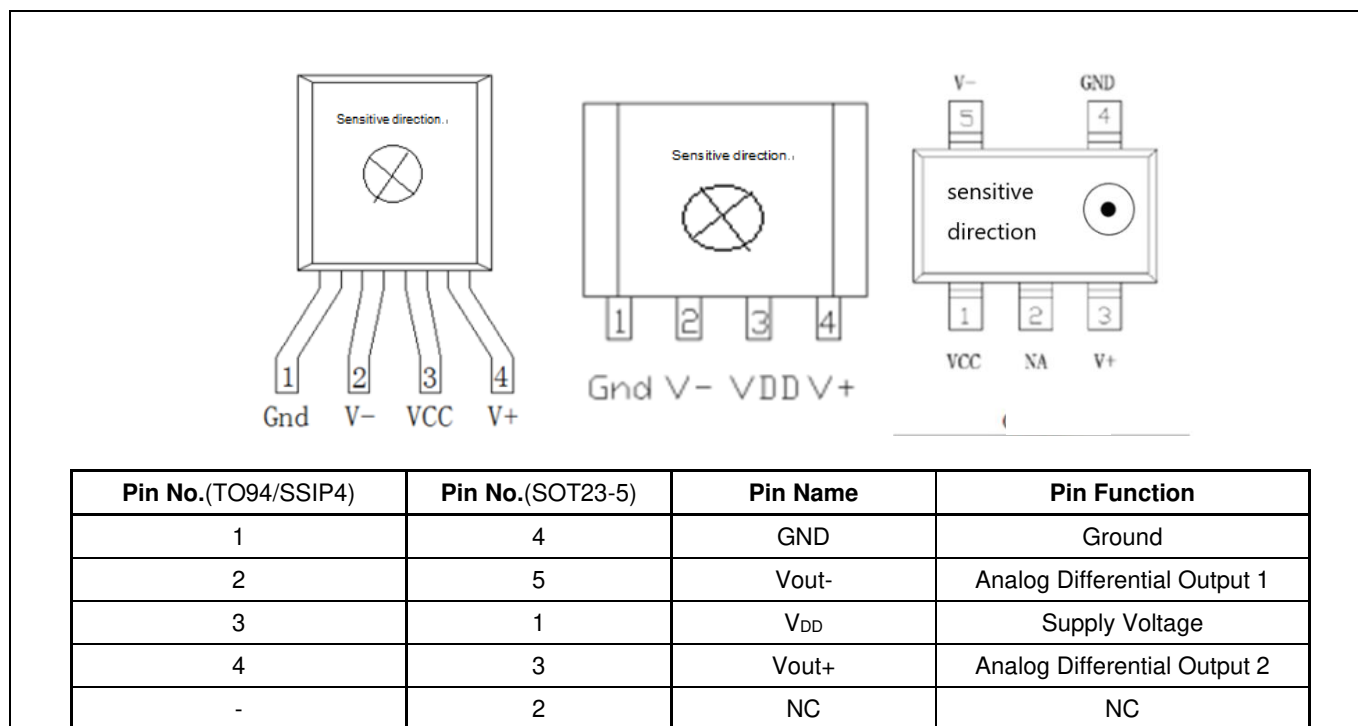 Sensitive direction.
1 2 3 4
Gnd V- VCC V+
Sensitive direction.
1 2 3 4
Gnd V- VDD V+
V- GND
5 4
sensitive
direction
1 2 3
VCC NA V+
Pin No.(TO94/SSIP4) Pin No.(SOT23-5) Pin Name Pin Function
1 4 GND Ground
2 5 Vout- Analog Differential Output 1
3 1 VDD Supply Voltage
4 3 Vout+ Analog Differential Output 2
- 2 NC NC